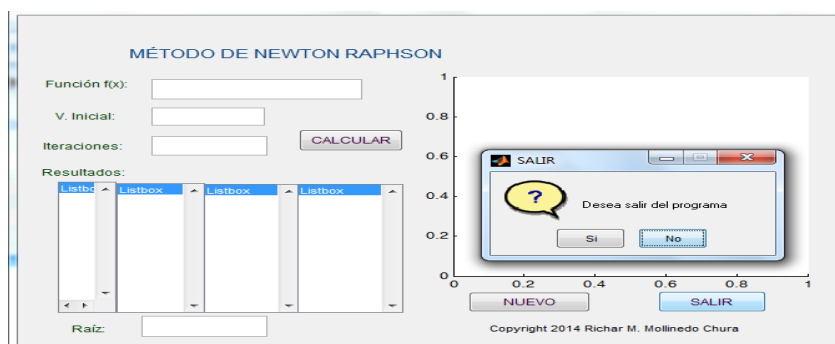 MÉTODO DE NEWTON RAPHSON
Función f(x):
V. Inicial:
Iteraciones:
CALCULAR
Resultados:
Listbo
Listbox
Listbox
Listbox
Raíz:
1
0.8
0.6
0.4
0.2
0
0 0.2 0.4 0.6 0.8 1
SALIR
?
Desea salir del programa
Si No
NUEVO SALIR
Copyright 2014 Richar M. Mollinedo Chura